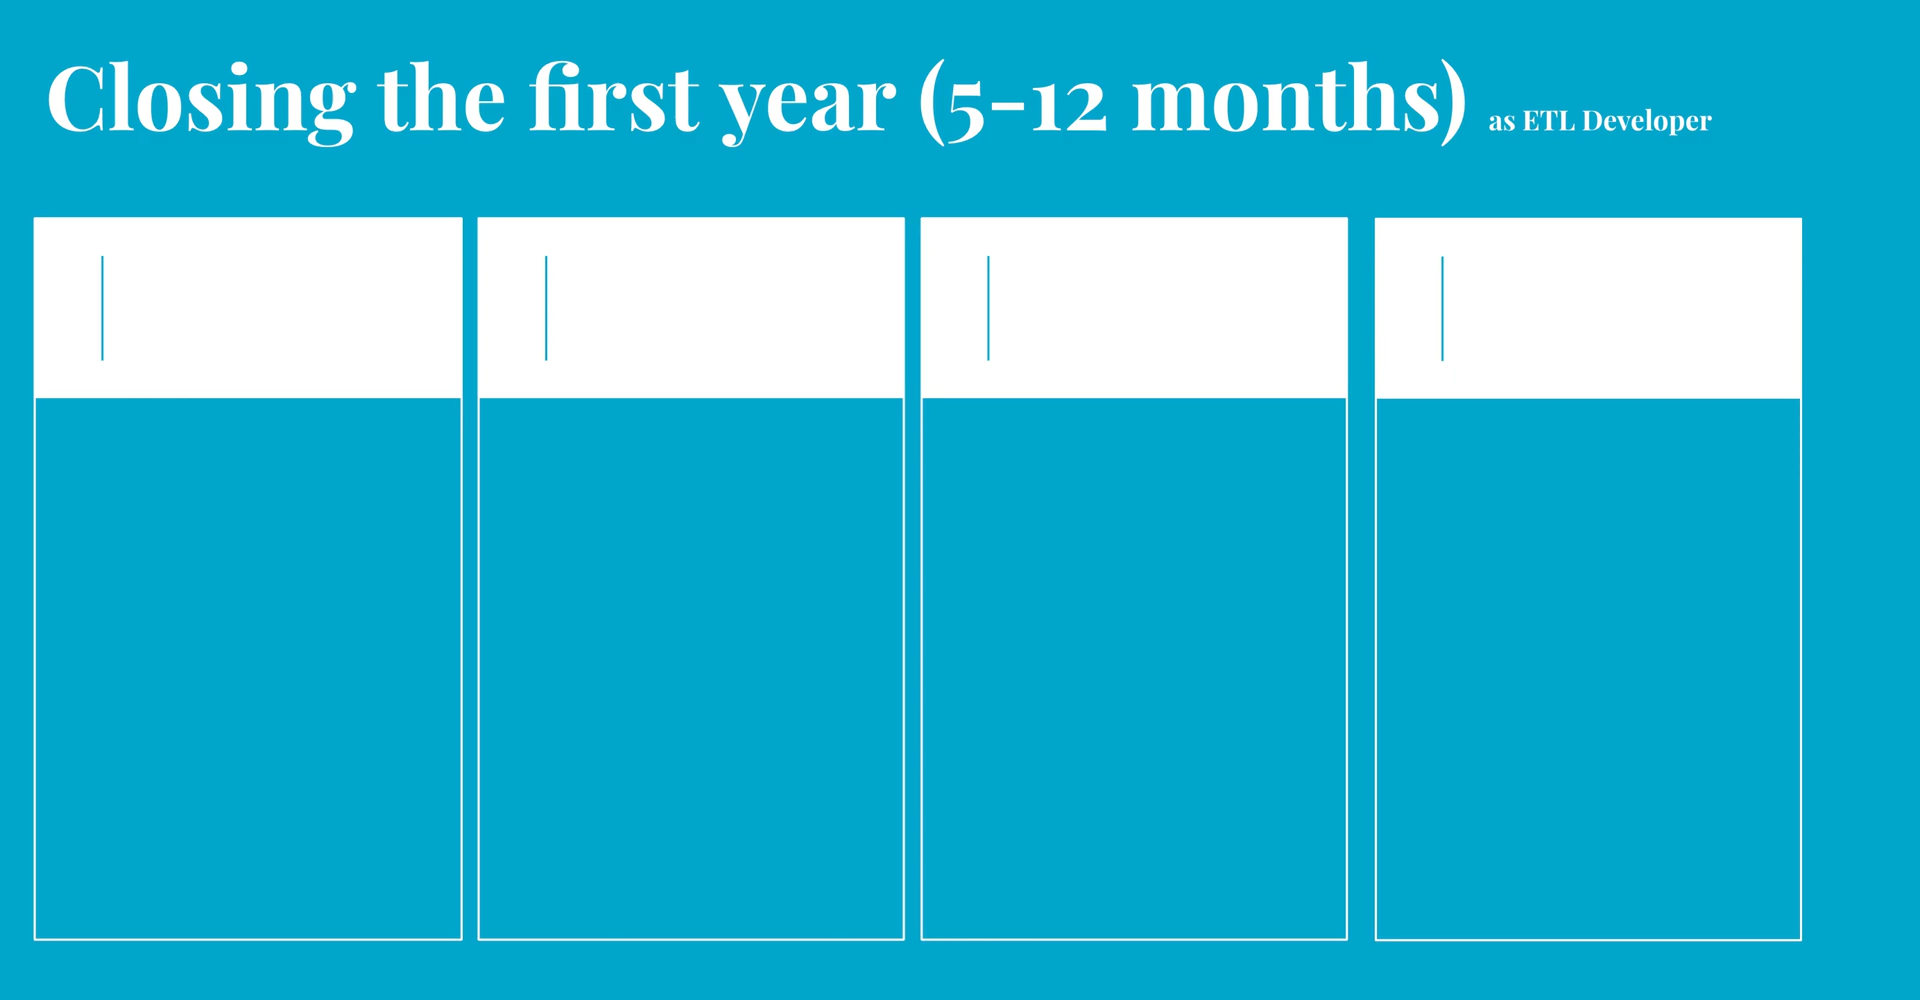 Closing the first year (5-12 months) as ETL Developer